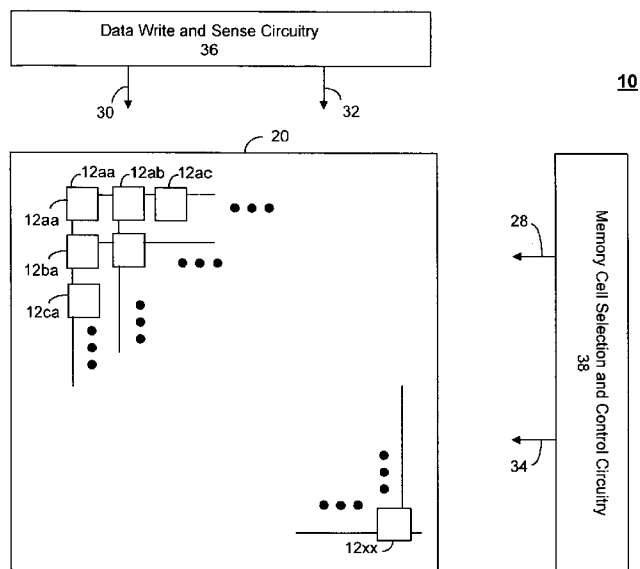 Data Write and Sense Circuitry
36
10
30
32
20
12aa
12ab
12ac
12aa
12ba
12ca
28
Memory Cell Selection and Control Circuitry
38
34
12xx